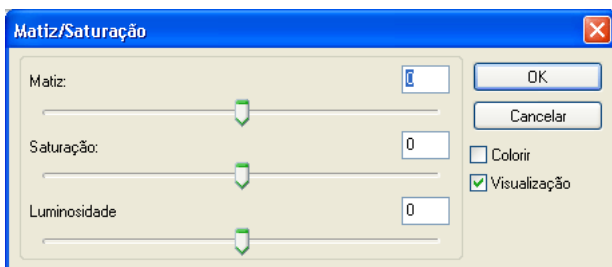 Matiz/Saturação
Matiz: 0
OK
Cancelar
Saturação: 0
Colorir
Visualização
Luminosidade 0